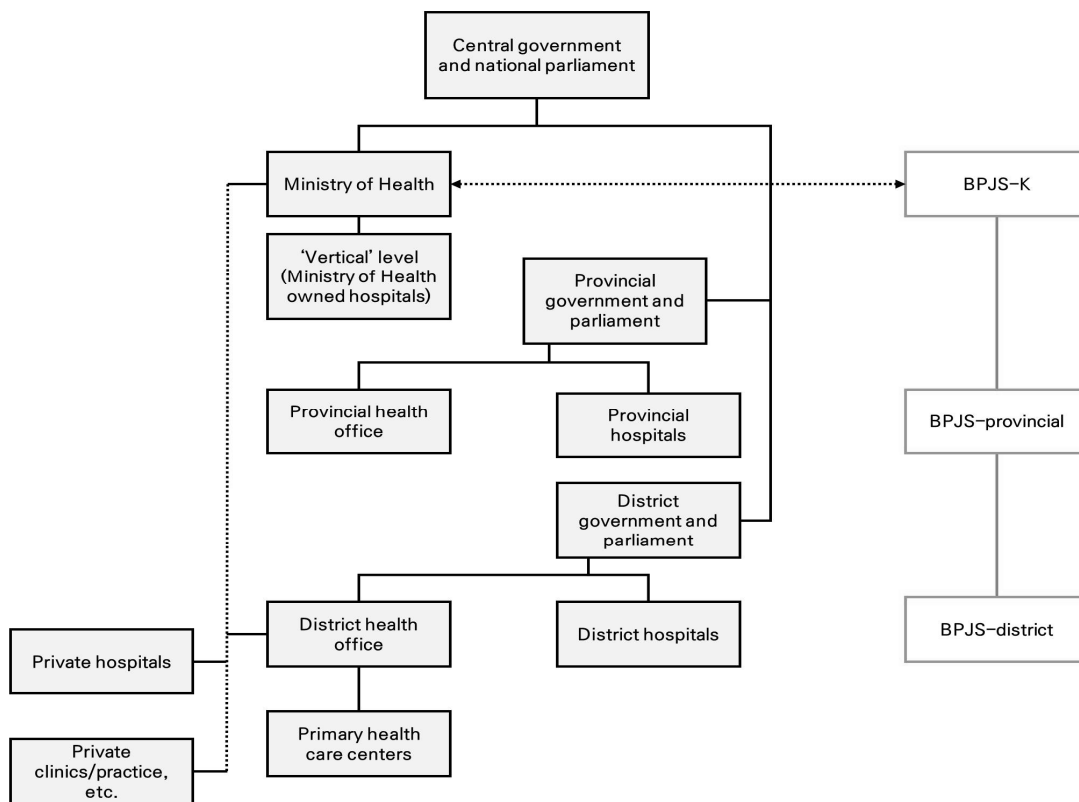 Central government
and national parliament
Ministry of Health
BPJS–K
‘Vertical’ level
(Ministry of Health
owned hospitals)
Provincial
government and
parliament
Provincial health
office
Provincial
hospitals
BPJS–provincial
District
government and
parliament
District health
office
District hospitals
BPJS–district
Private hospitals
Primary health
care centers
Private
clinics/practice,
etc.